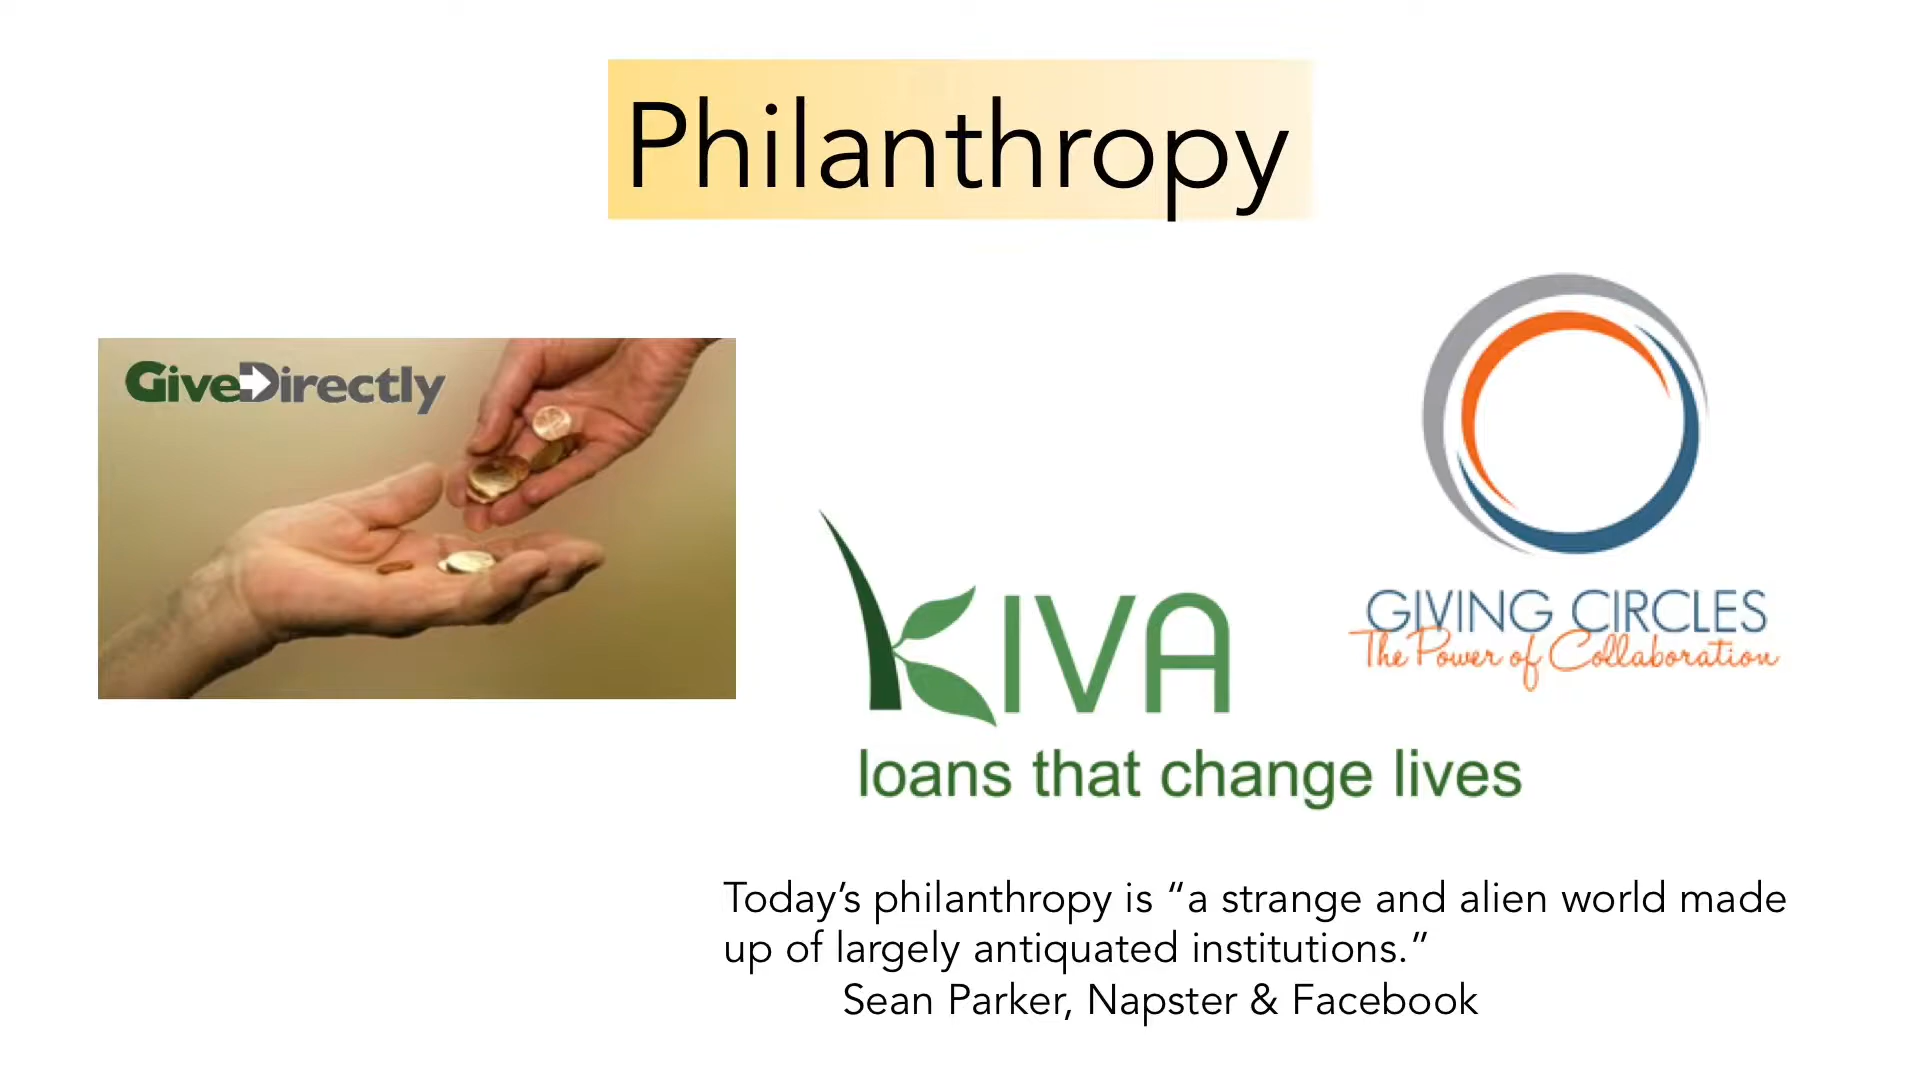 Philanthropy
GiveDirectly
KIVA
loans that change lives
GIVING CIRCLES
The Power of Collaboration
Today’s philanthropy is “a strange and alien world made
up of largely antiquated institutions.”
Sean Parker, Napster & Facebook